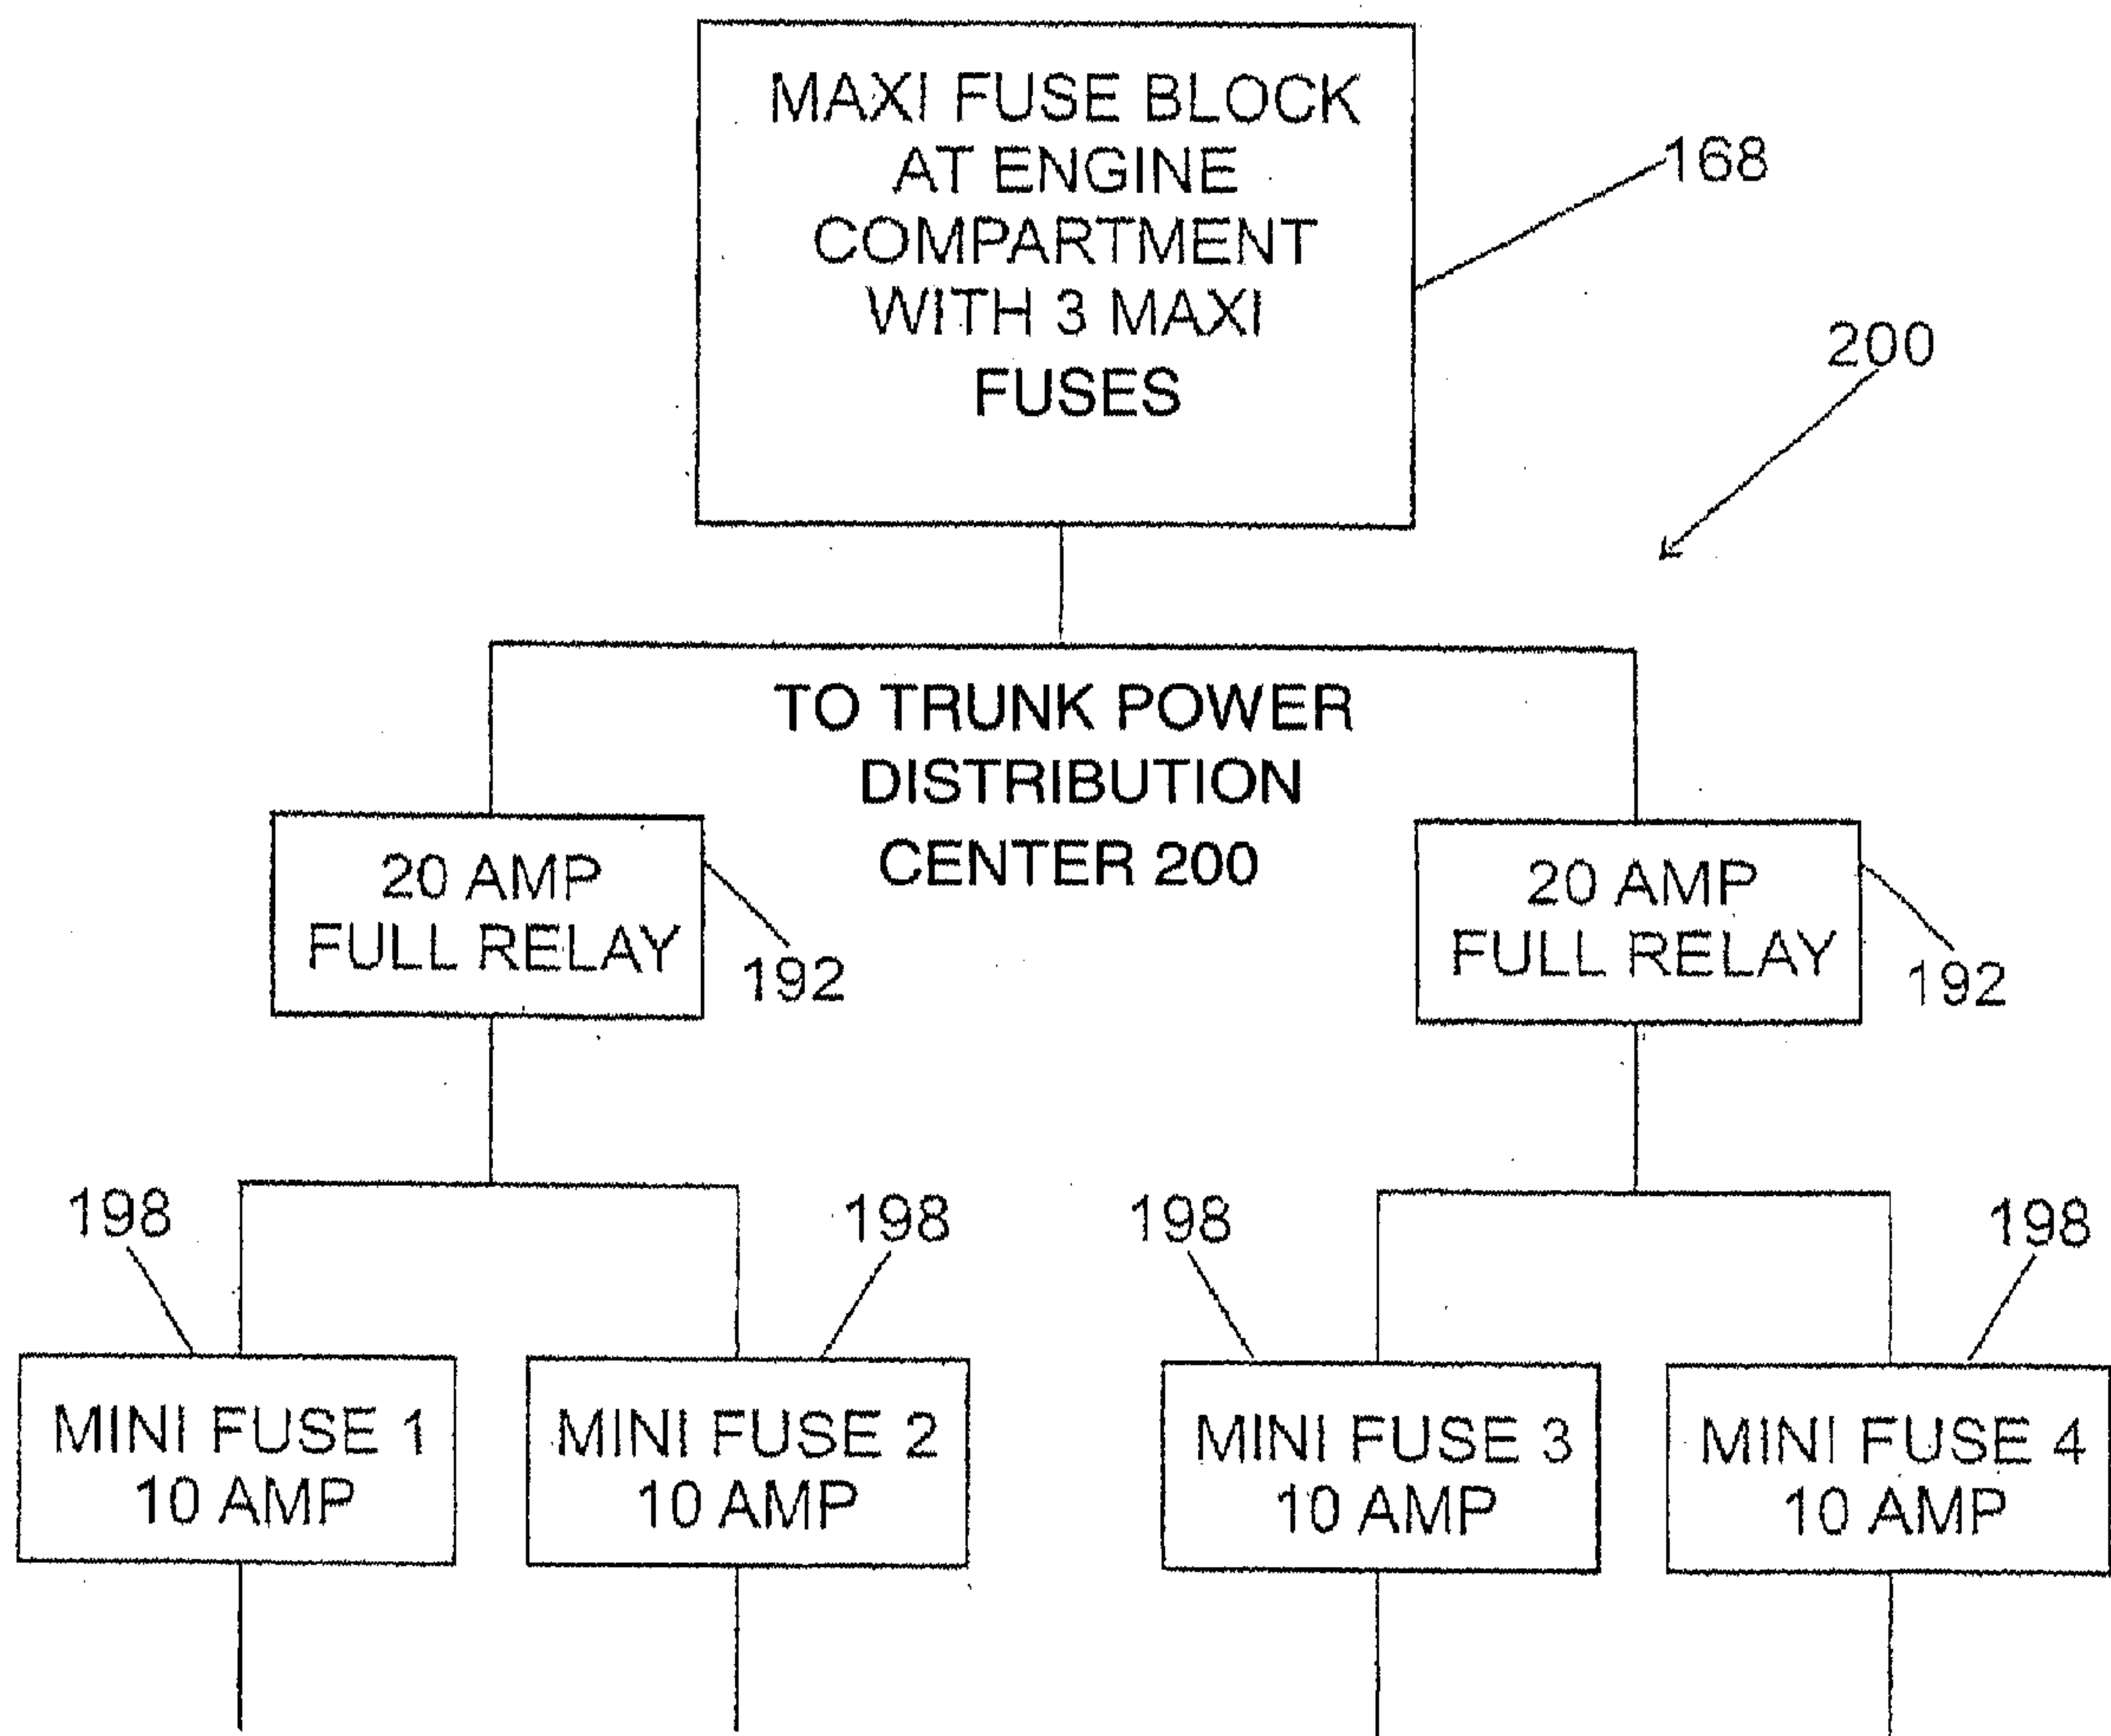 MAXI FUSE BLOCK
AT ENGINE
COMPARTMENT
WITH 3 MAXI
FUSES
168
200
TO TRUNK POWER
DISTRIBUTION
CENTER 200
20 AMP
FULL RELAY
192
20 AMP
FULL RELAY
192
198
198
198
198
MINI FUSE 1
10 AMP
MINI FUSE 2
10 AMP
MINI FUSE 3
10 AMP
MINI FUSE 4
10 AMP